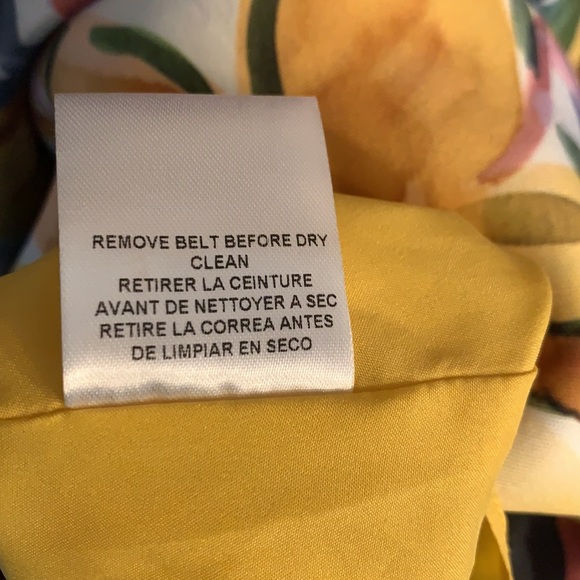 REMOVE BELT BEFORE DRY
CLEAN
RETIRER LA CEINTURE
AVANT DE NETTOYER A SEC
RETIRE LA CORREA ANTES
DE LIMPIAR EN SECO